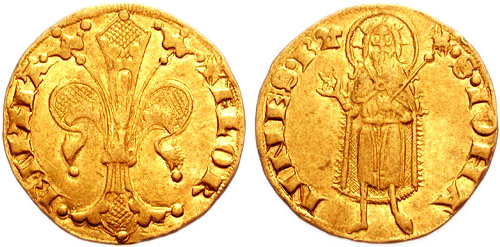 + FLOR ENTIA
· S · IOHA NNES · B